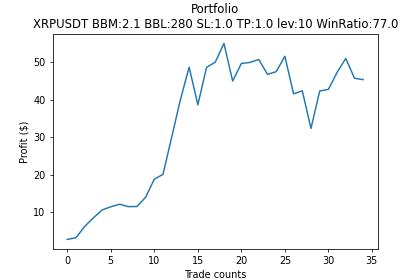 Portfolio
XRPUSDT BBM:2.1 BBL:280 SL:1.0 TP:1.0 lev:10 WinRatio:77.0
Profit ($)
50
40
30
20
10
0 5 10 15 20 25 30 35
Trade counts